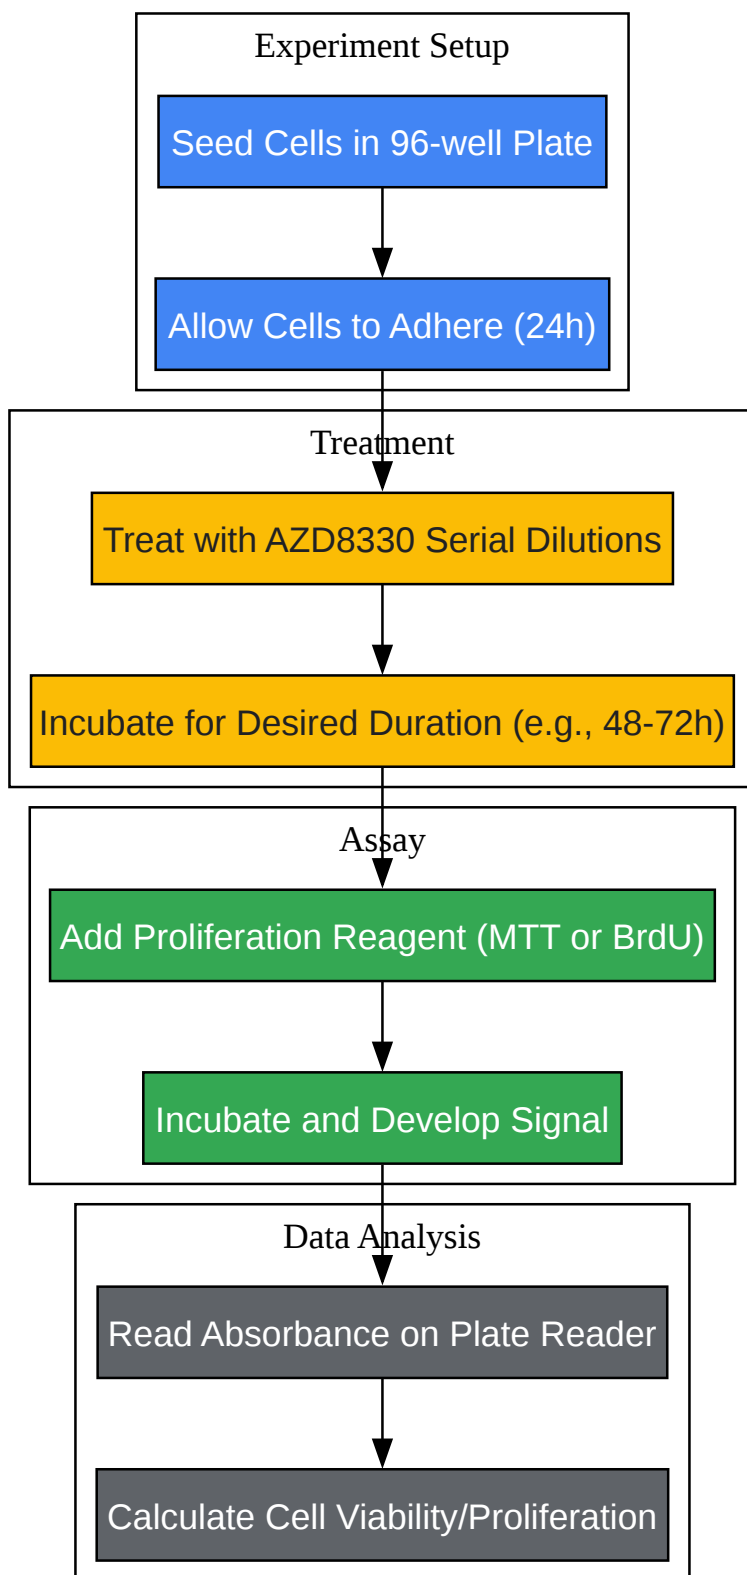 Experiment Setup
Seed Cells in 96-well Plate
Allow Cells to Adhere (24h)
Treatment
Treat with AZD8330 Serial Dilutions
Incubate for Desired Duration (e.g., 48-72h)
Assay
Add Proliferation Reagent (MTT or BrdU)
Incubate and Develop Signal
Data Analysis
Read Absorbance on Plate Reader
Calculate Cell Viability/Proliferation